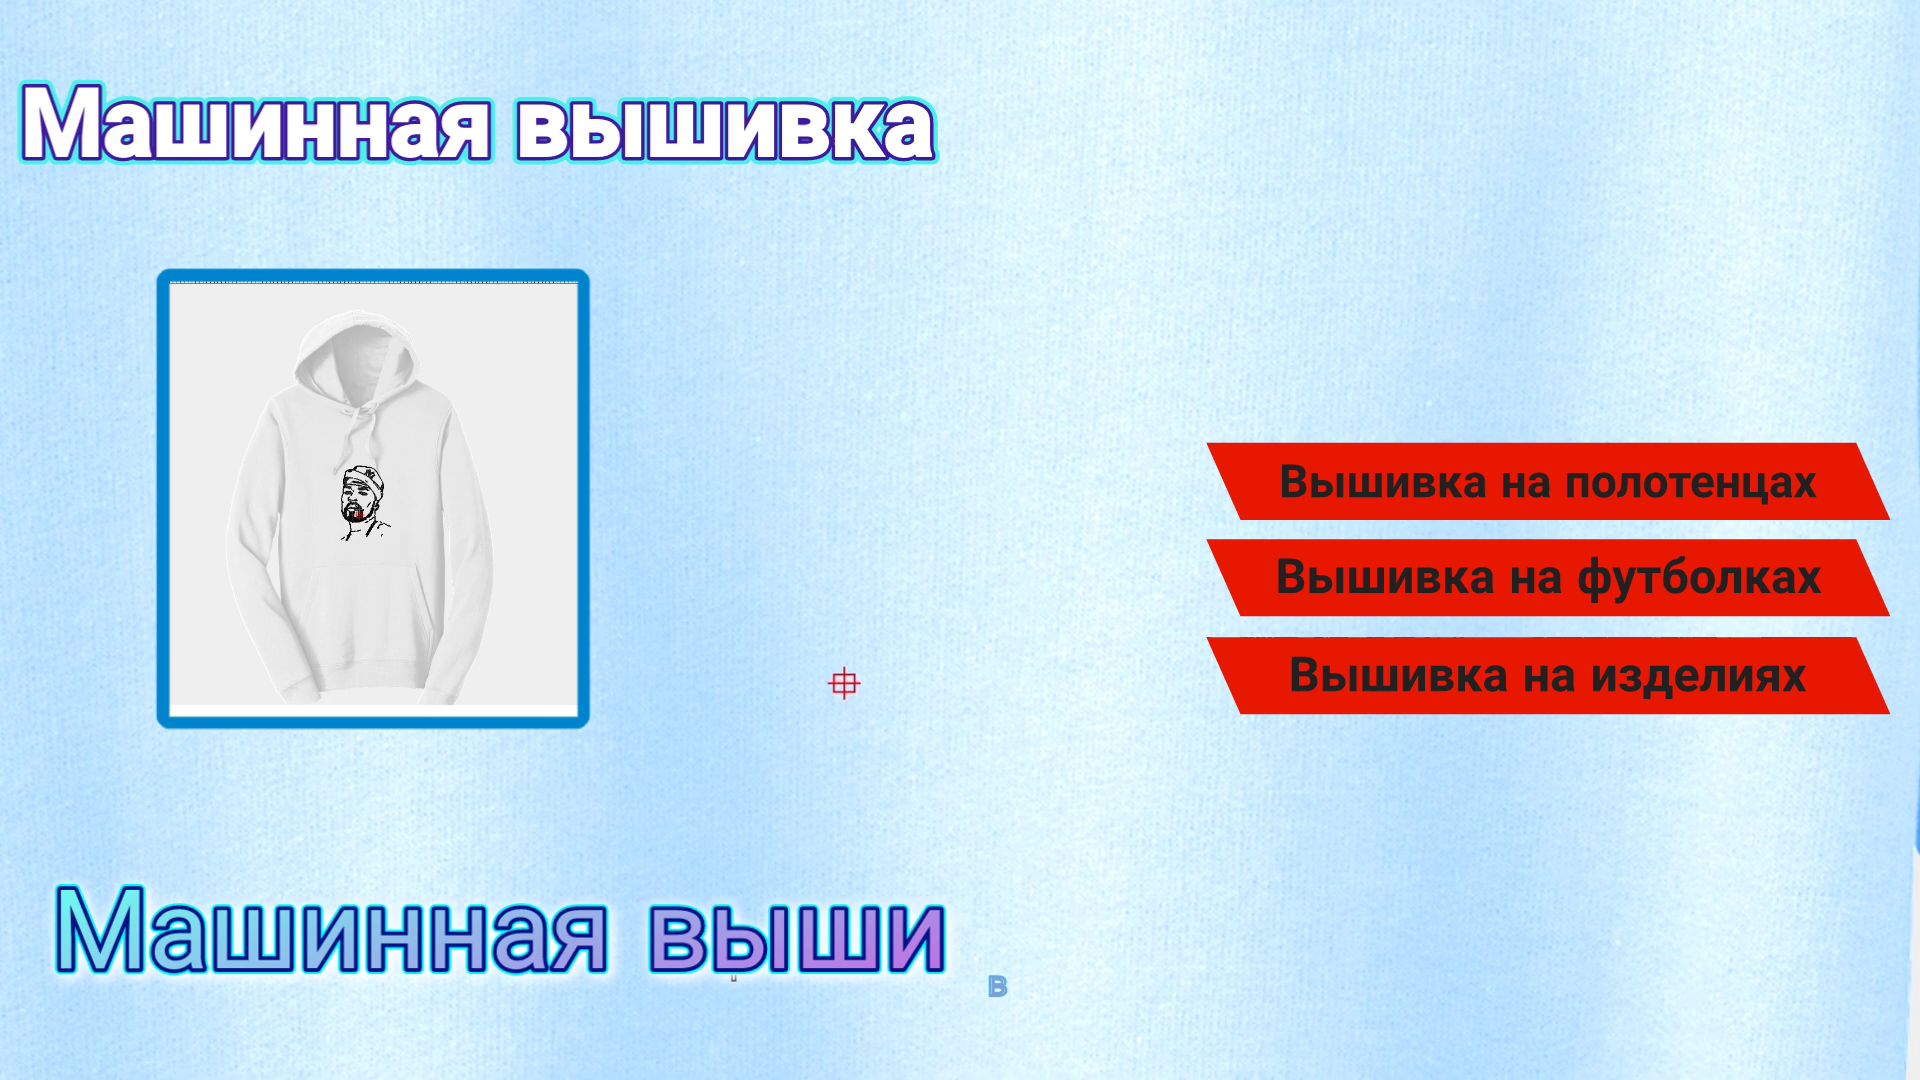 Машинная вышивка
Вышивка на полотенцах
Вышивка на футболках
Вышивка на изделиях
Машинная выши
в